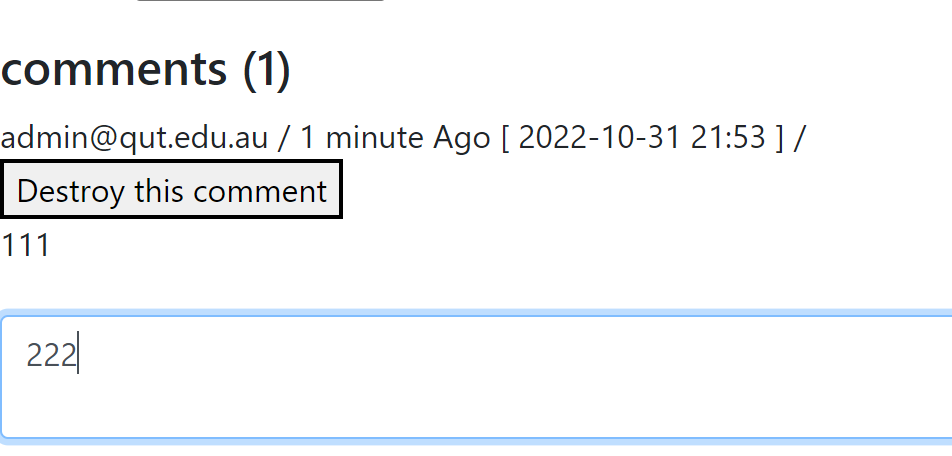 comments (1)
admin@qut.edu.au / 1 minute Ago [ 2022-10-31 21:53 ] /
Destroy this comment
111
222